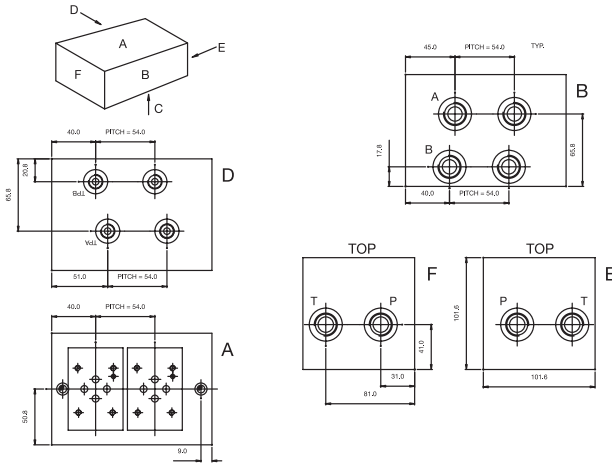 D
A
E
F
B
C
45.0
PITCH = 54.0
TYP.
B
A
B
17.8
65.8
40.0
PITCH = 54.0
40.0
PITCH = 54.0
D
20.8
65.8
TPB
TPA
51.0
PITCH = 54.0
TOP
F
T
P
41.0
31.0
81.0
TOP
E
P
T
101.6
101.6
40.0
PITCH = 54.0
A
50.8
9.0